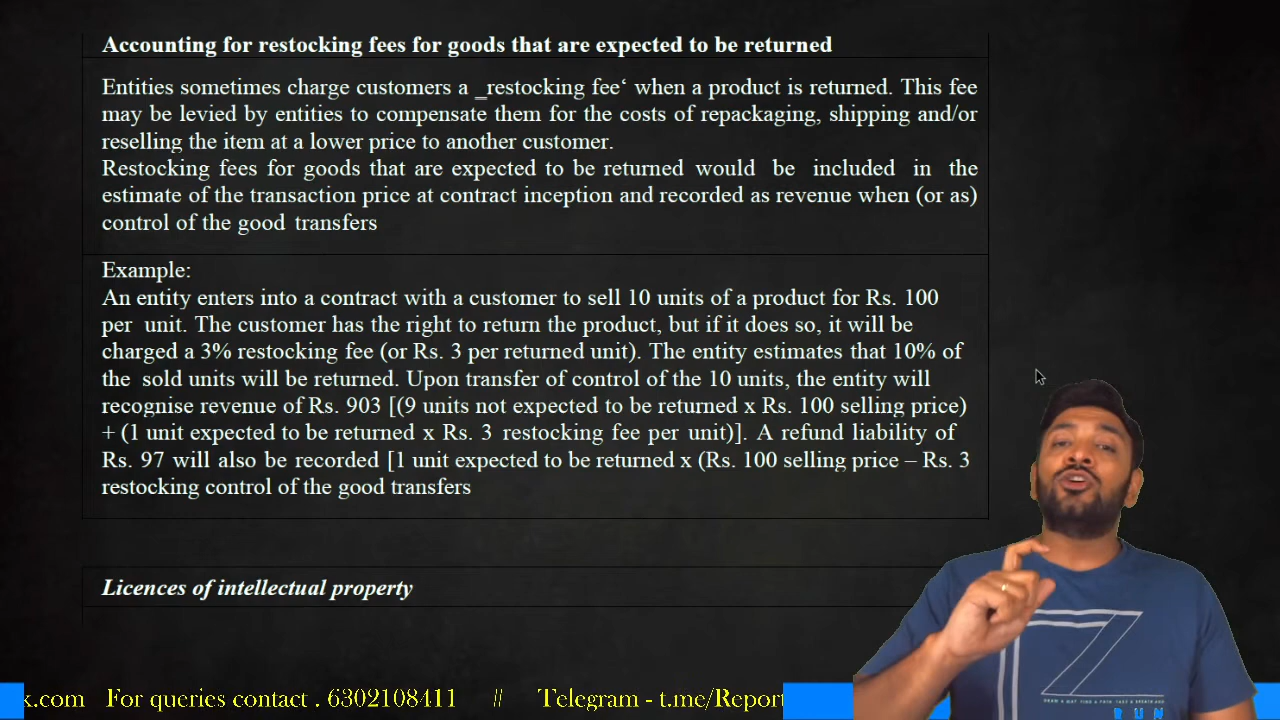 Accounting for restocking fees for goods that are expected to be returned
Entities sometimes charge customers a _restocking fee‘ when a product is returned. This fee
may be levied by entities to compensate them for the costs of repackaging, shipping and/or
reselling the item at a lower price to another customer.
Restocking fees for goods that are expected to be returned would be included in the
estimate of the transaction price at contract inception and recorded as revenue when (or as)
control of the good transfers
Example:
An entity enters into a contract with a customer to sell 10 units of a product for Rs. 100
per unit. The customer has the right to return the product, but if it does so, it will be
charged a 3% restocking fee (or Rs. 3 per returned unit). The entity estimates that 10% of
the sold units will be returned. Upon transfer of control of the 10 units, the entity will
recognise revenue of Rs. 903 [(9 units not expected to be returned x Rs. 100 selling price)
+ (1 unit expected to be returned x Rs. 3 restocking fee per unit)]. A refund liability of
Rs. 97 will also be recorded [1 unit expected to be returned x (Rs. 100 selling price – Rs. 3
restocking control of the good transfers
Licences of intellectual property
x.com For queries contact . 6302108411 // Telegram - t.me/Report
RUN